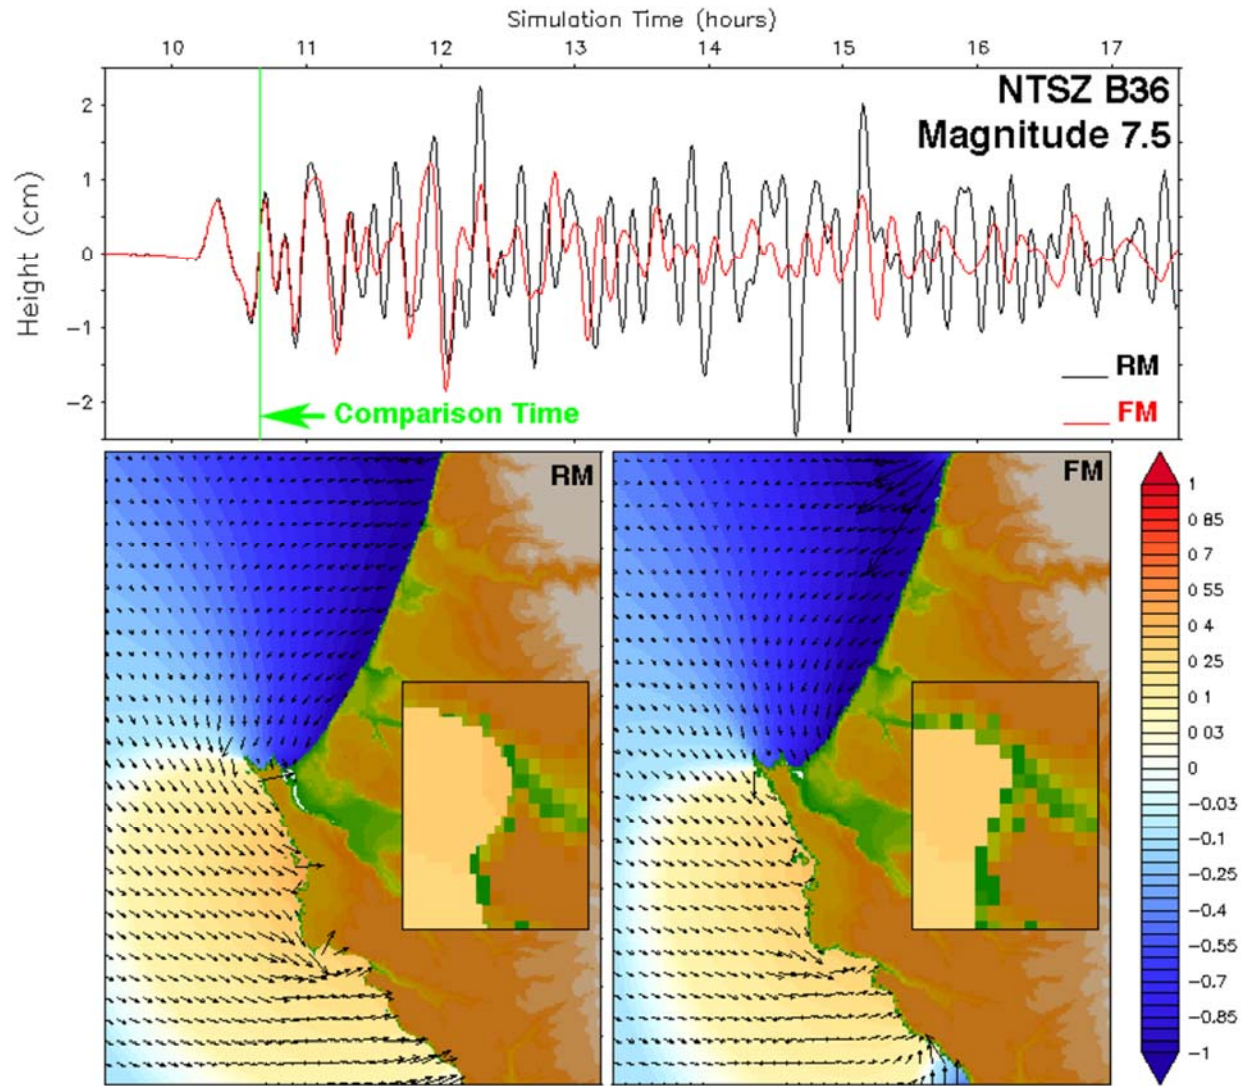 Simulation Time (hours)
10 11 12 13 14 15 16 17
NTSZ B36
Magnitude 7.5
Height (cm)
2
1
0
−1
−2
RM
FM
Comparison Time
RM
FM
1
0 85
0 7
0 55
0 4
0 25
0 1
0 03
0
−0.03
−0.1
−0.25
−0.4
−0.55
−0.7
−0.85
−1